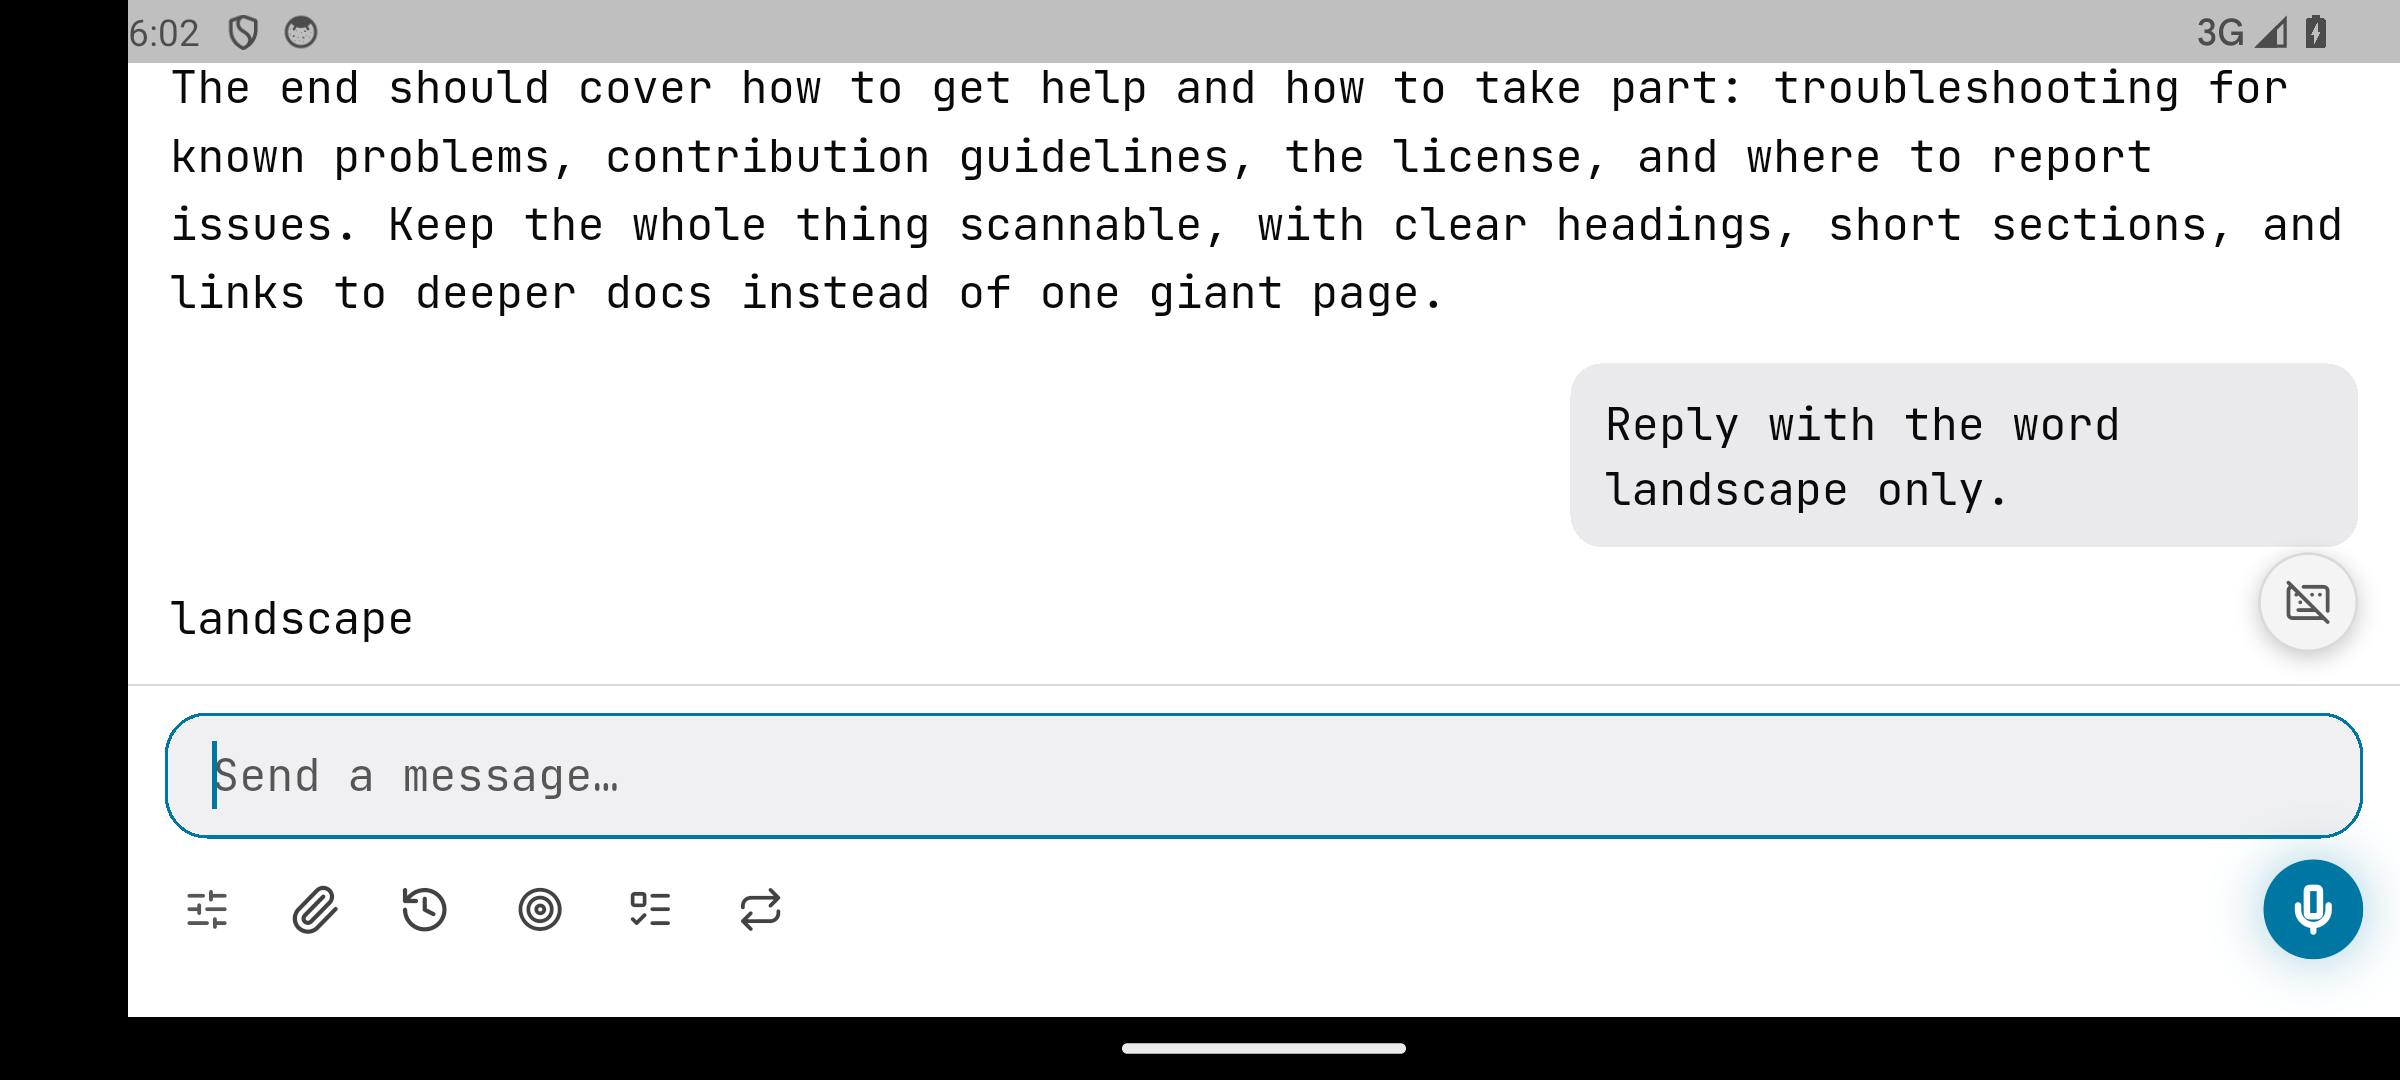 6:02
3G
The end should cover how to get help and how to take part: troubleshooting for
known problems, contribution guidelines, the license, and where to report
issues. Keep the whole thing scannable, with clear headings, short sections, and
links to deeper docs instead of one giant page.
Reply with the word
landscape only.
landscape
Send a message…